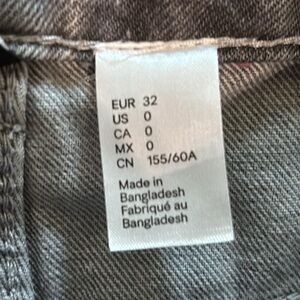 EUR 32
US 0
CA 0
MX 0
CN 155/60A
Made in
Bangladesh
Fabriqué au
Bangladesh